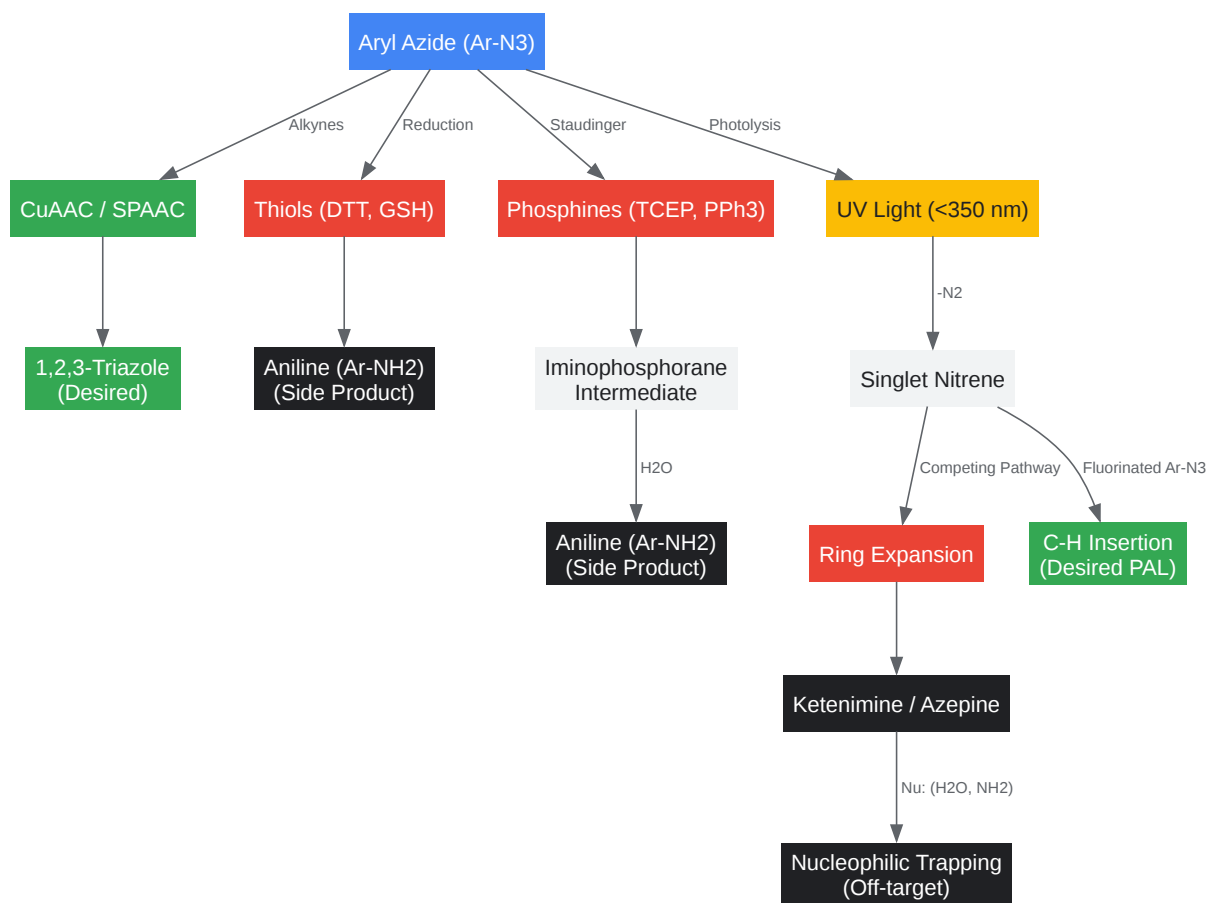 Aryl Azide (Ar-N3)
Alkynes
Reduction
Staudinger
Photolysis
CuAAC / SPAAC
Thiols (DTT, GSH)
Phosphines (TCEP, PPh3)
UV Light (<350 nm)
-N2
1,2,3-Triazole
(Desired)
Aniline (Ar-NH2)
(Side Product)
Iminophosphorane
Intermediate
Singlet Nitrene
H2O
Competing Pathway
Fluorinated Ar-N3
Aniline (Ar-NH2)
(Side Product)
Ring Expansion
C-H Insertion
(Desired PAL)
Ketenimine / Azepine
Nu: (H2O, NH2)
Nucleophilic Trapping
(Off-target)